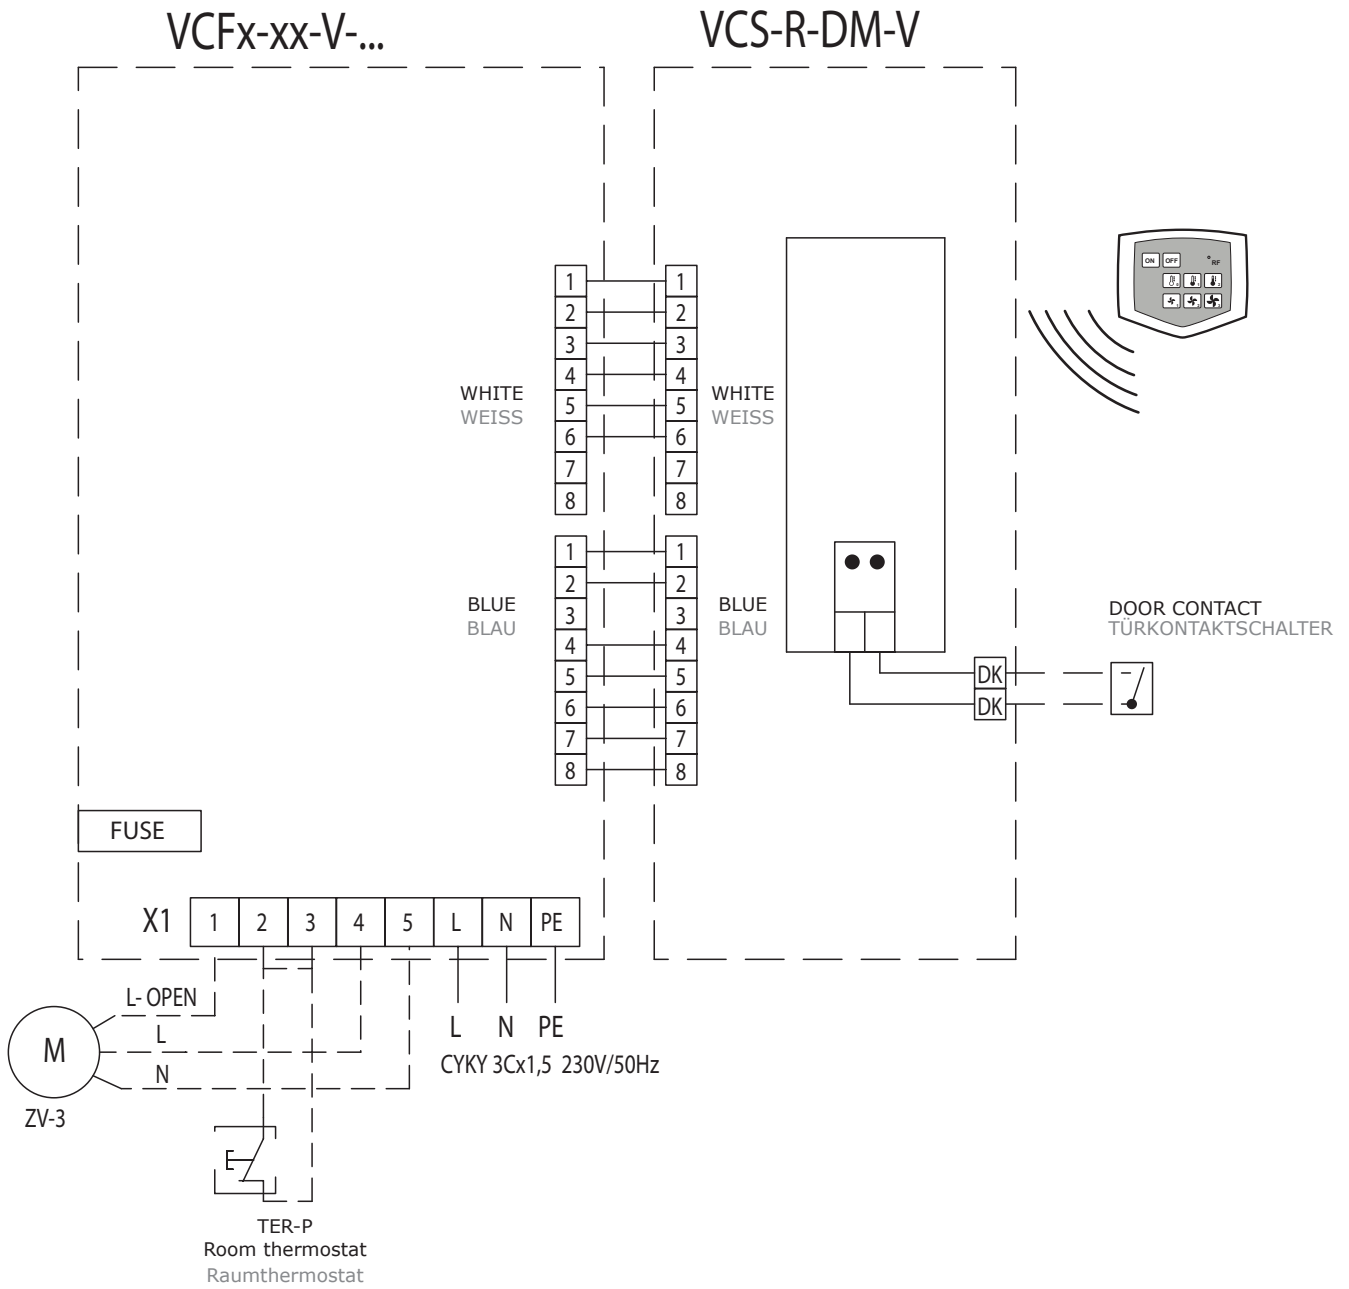 VCFx-xx-V-...
VCS-R-DM-V
ON OFF RF
1 1
2 2
3 3
4 4
5 5
6 6
7 7
8 8
WHITE
WEISS
WHITE
WEISS
1 1
2 2
3 3
4 4
5 5
6 6
7 7
8 8
BLUE
BLAU
BLUE
BLAU
DOOR CONTACT
TÜRKONTAKTSCHALTER
DK
DK
FUSE
X1 1 2 3 4 5 L N PE
L- OPEN
L
N
M
ZV-3
L N PE
CYKY 3Cx1,5 230V/50Hz
TER-P
Room thermostat
Raumthermostat